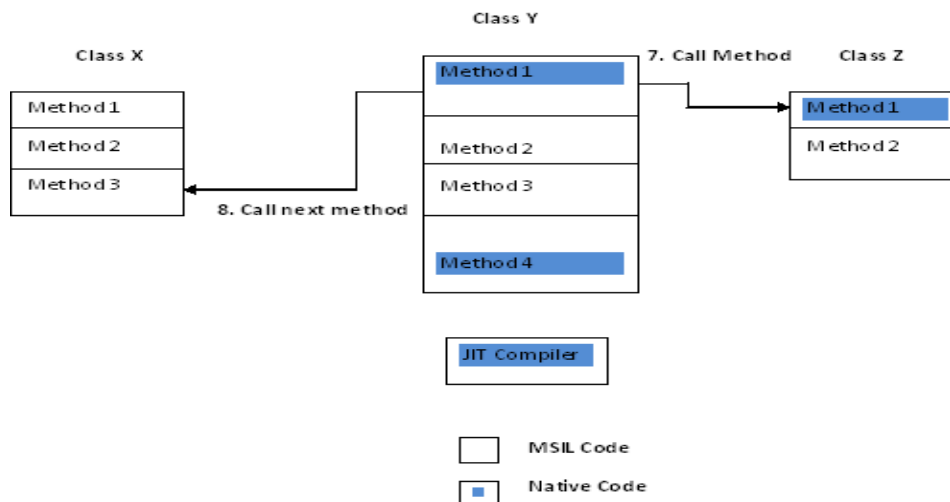 Class Y
Class X
7. Call Method
Class Z
Method 1
Method 2
Method 3
8. Call next method
Method 1
Method 2
Method 3
Method 4
Method 1
Method 2
JIT Compiler
MSIL Code
Native Code